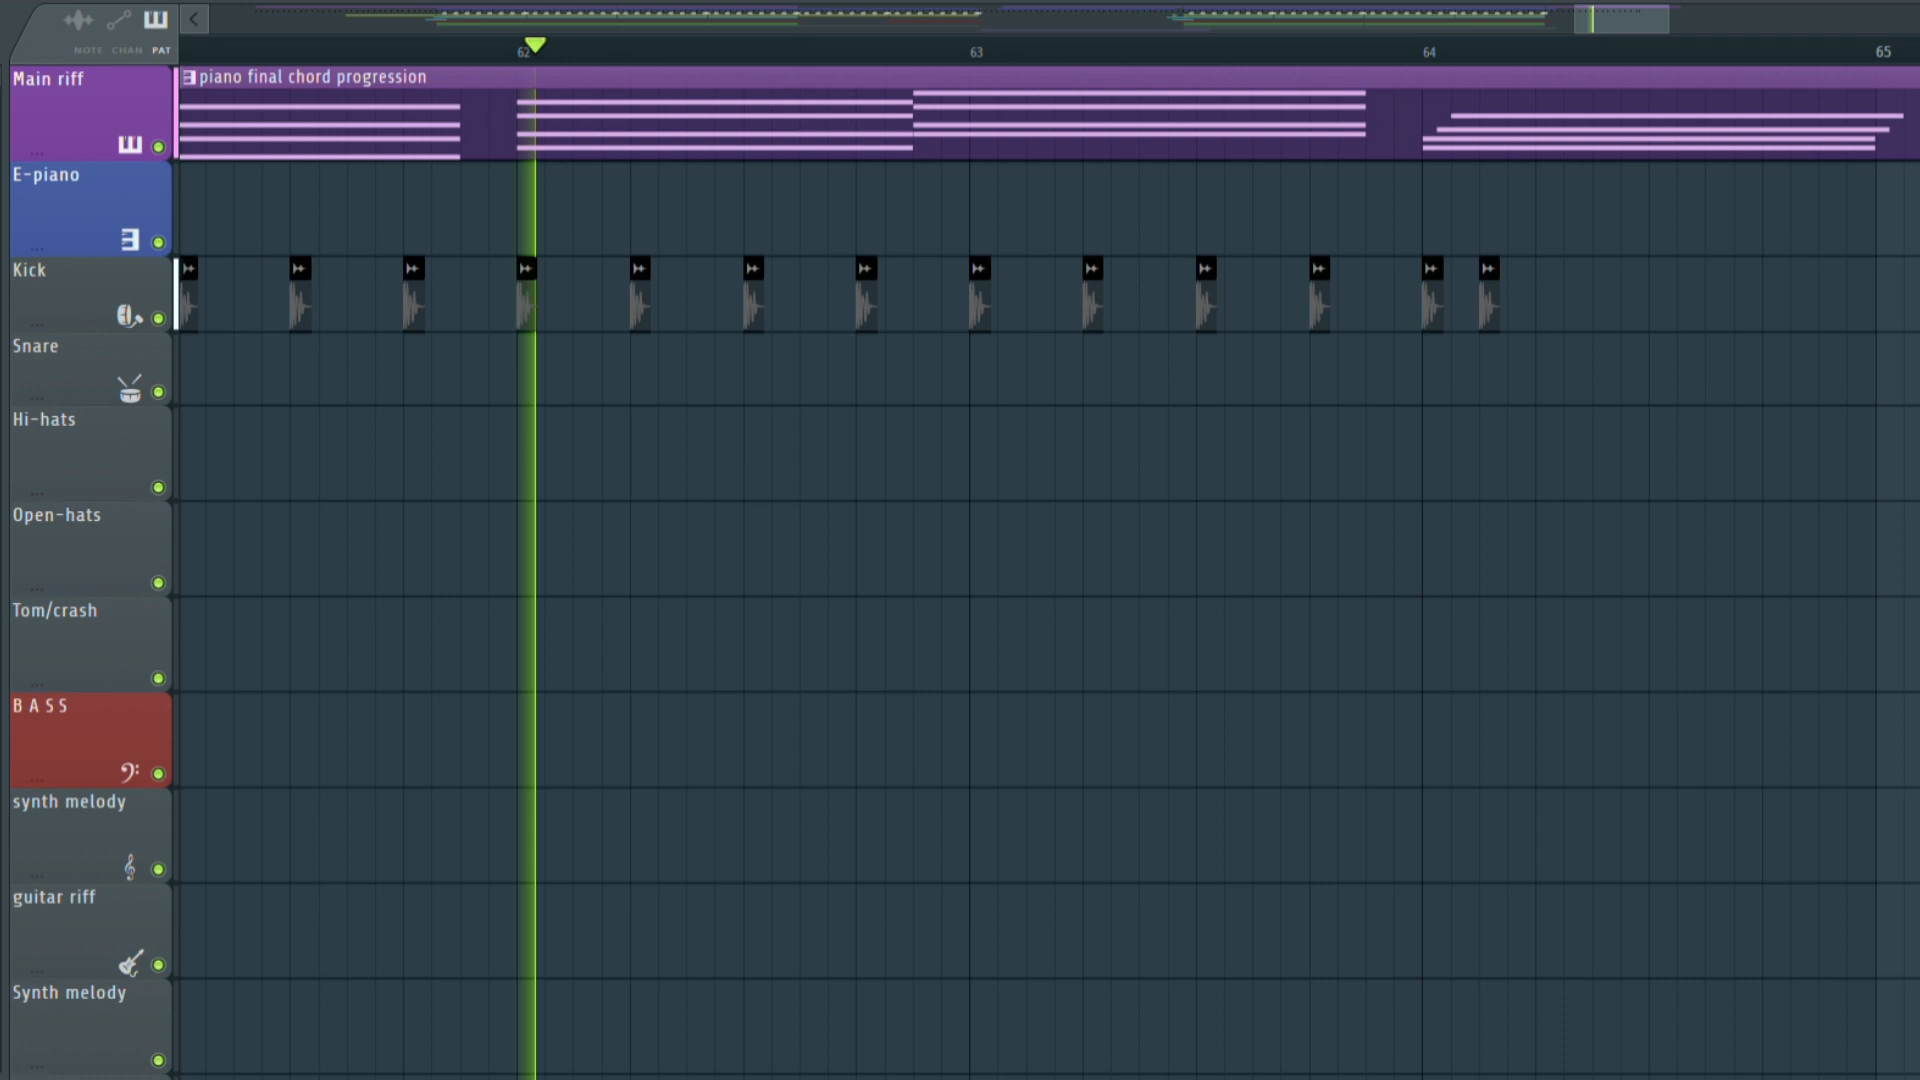 NOTE CHAN PAT
62 63 64 65
Main riff
piano final chord progression
E-piano
Kick
Snare
Hi-hats
Open-hats
Tom/crash
B A S S
synth melody
guitar riff
Synth melody